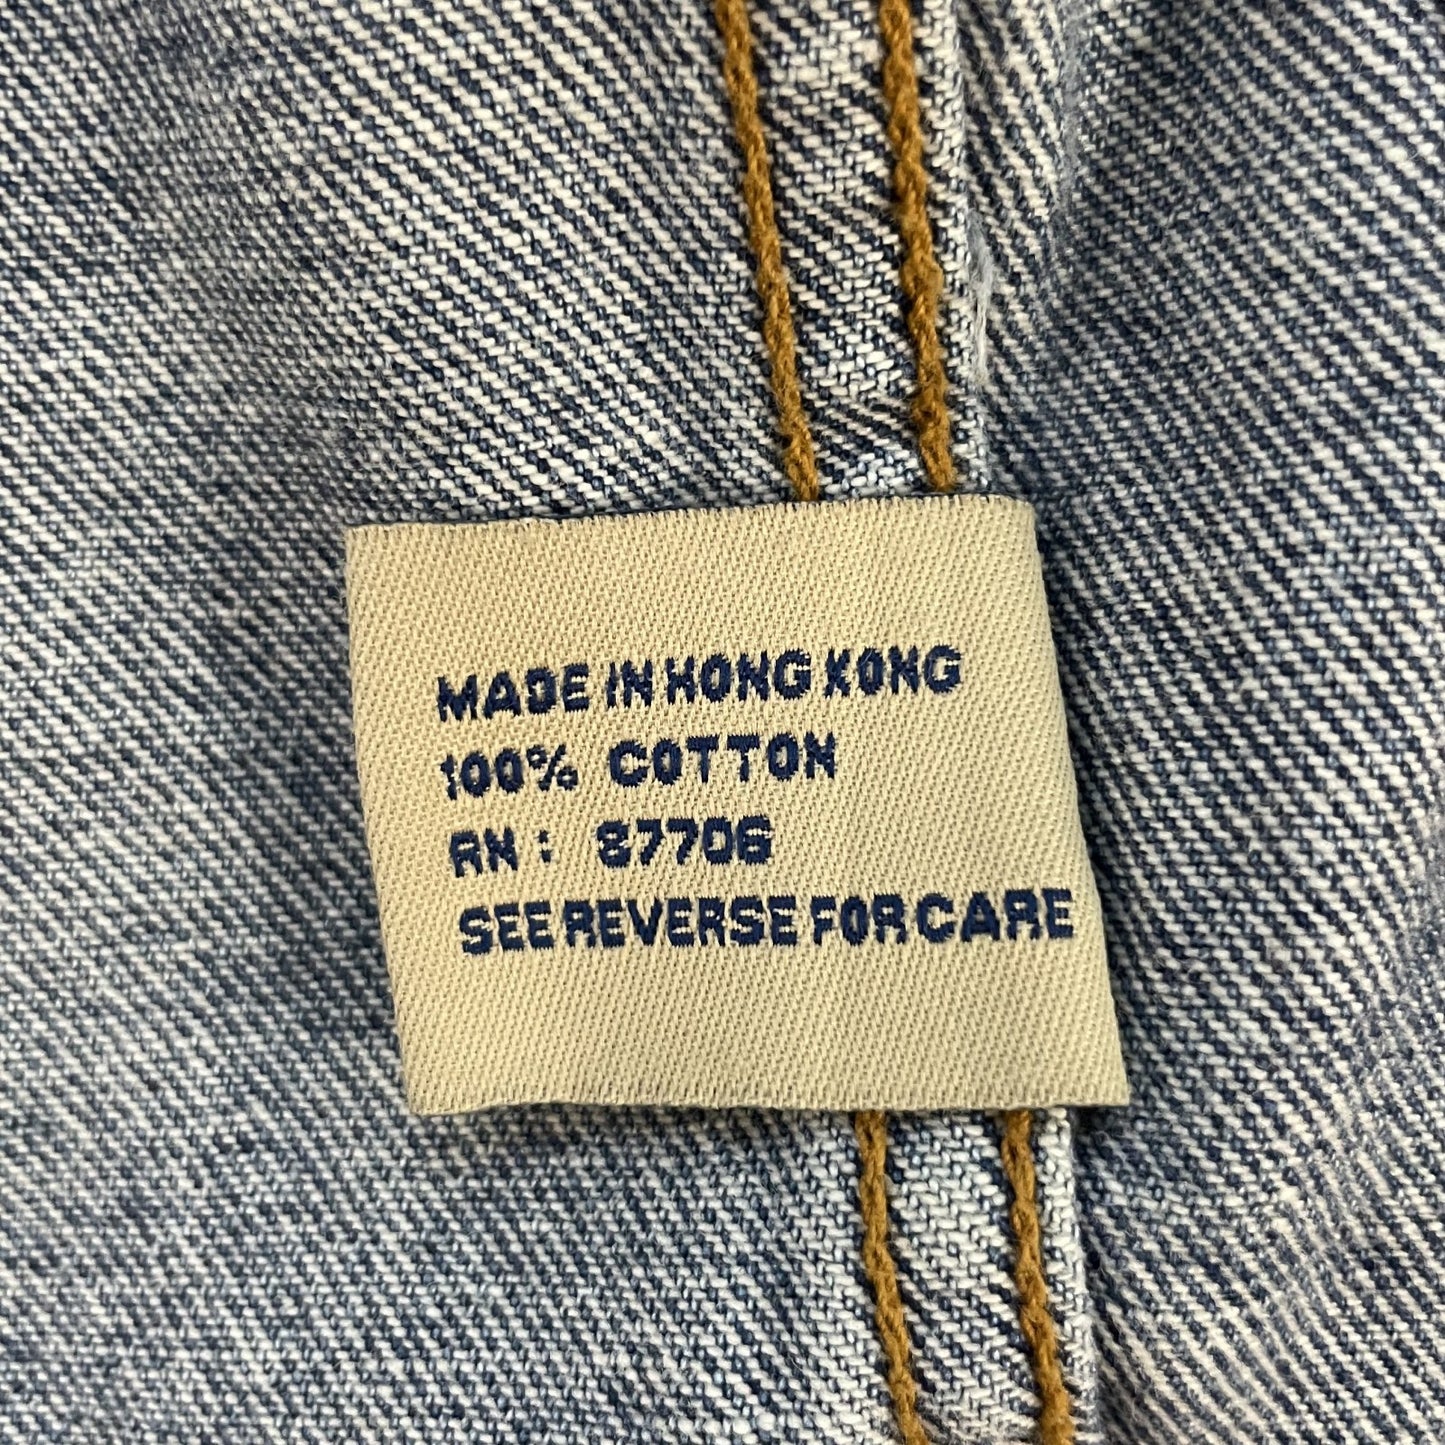 MADE IN HONG KONG
100% COTTON
RN : 87706
SEE REVERSE FOR CARE